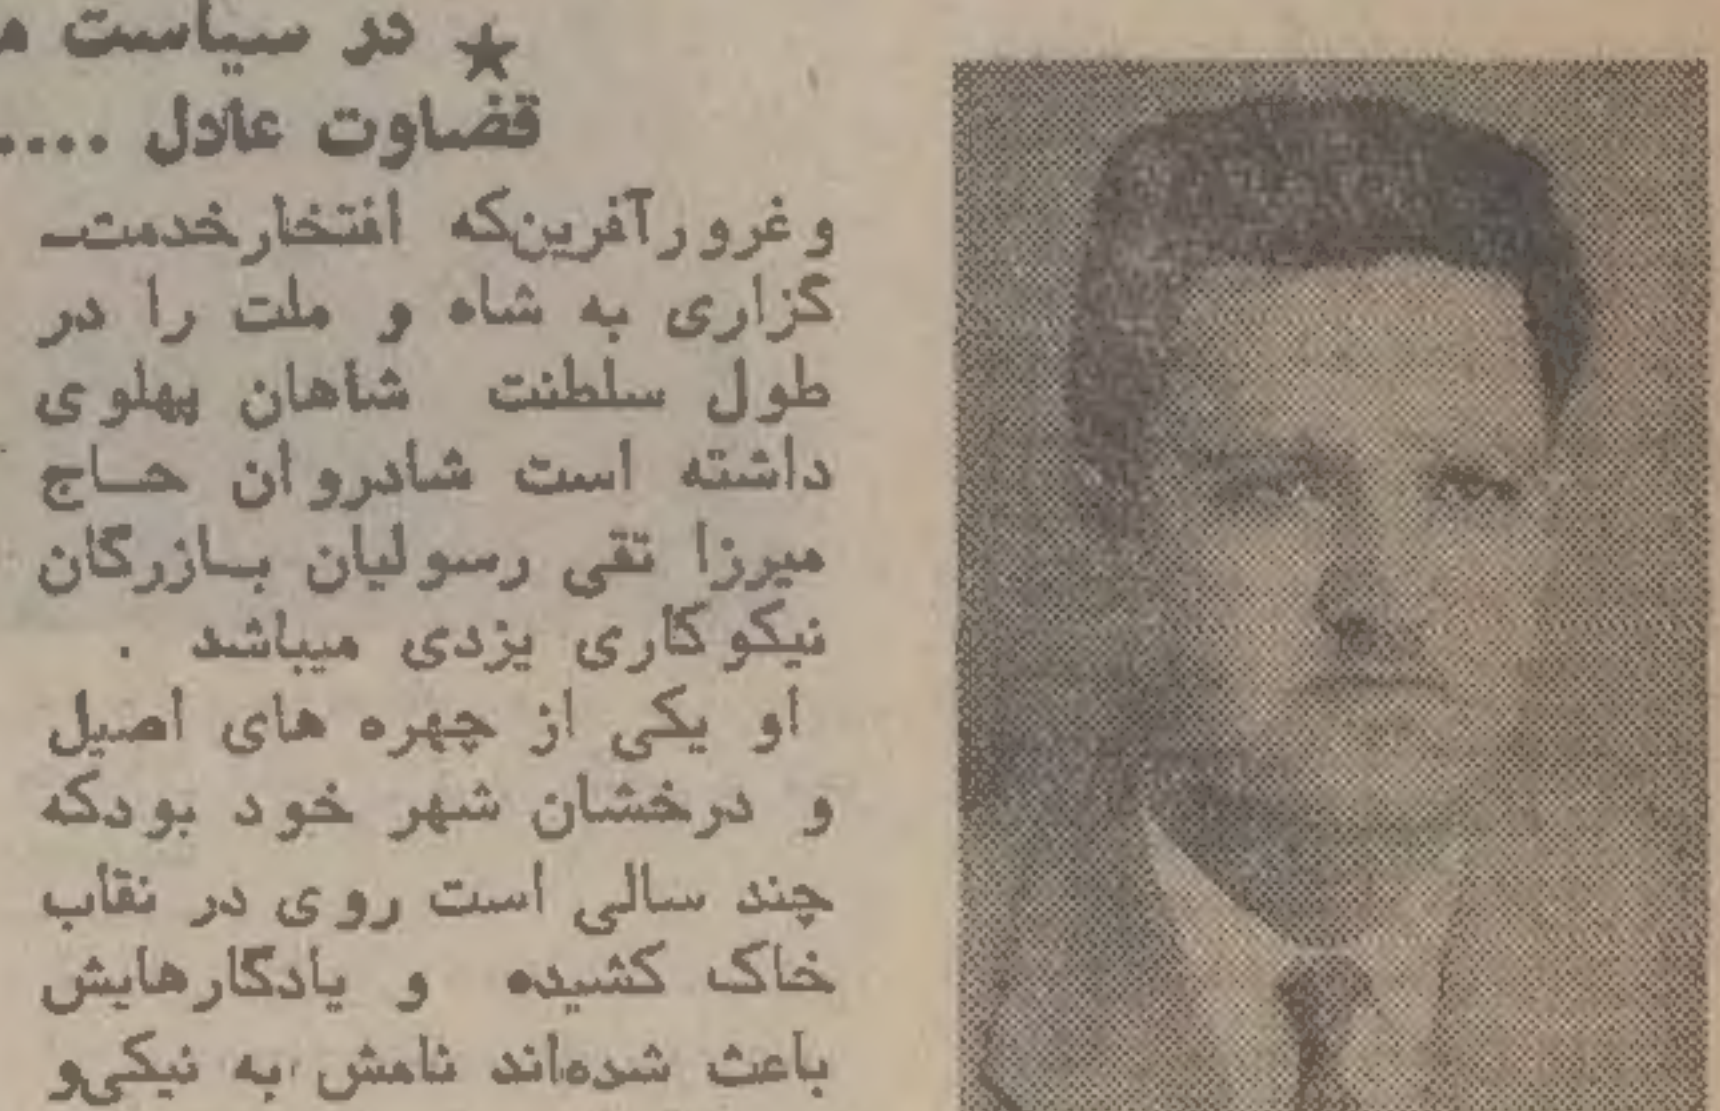 ★ در سیاست
قضاوت عادل ....
وغرورآفرین‌که افتخارخدمت‌ـ
گزاری به شاه و ملت را در
طول سلطنت شاهان پهلوی
داشته است شادروان حاج
میرزا تقی رسولیان بازرگان
نیکوکاری یزدی میباشد .
او یکی از چهره های اصیل
و درخشان شهر خود بودکه
چند سالی است روی در نقاب
خاک کشیده و یادگارهایش
باعث شده‌اند نامش به نیکی‌و